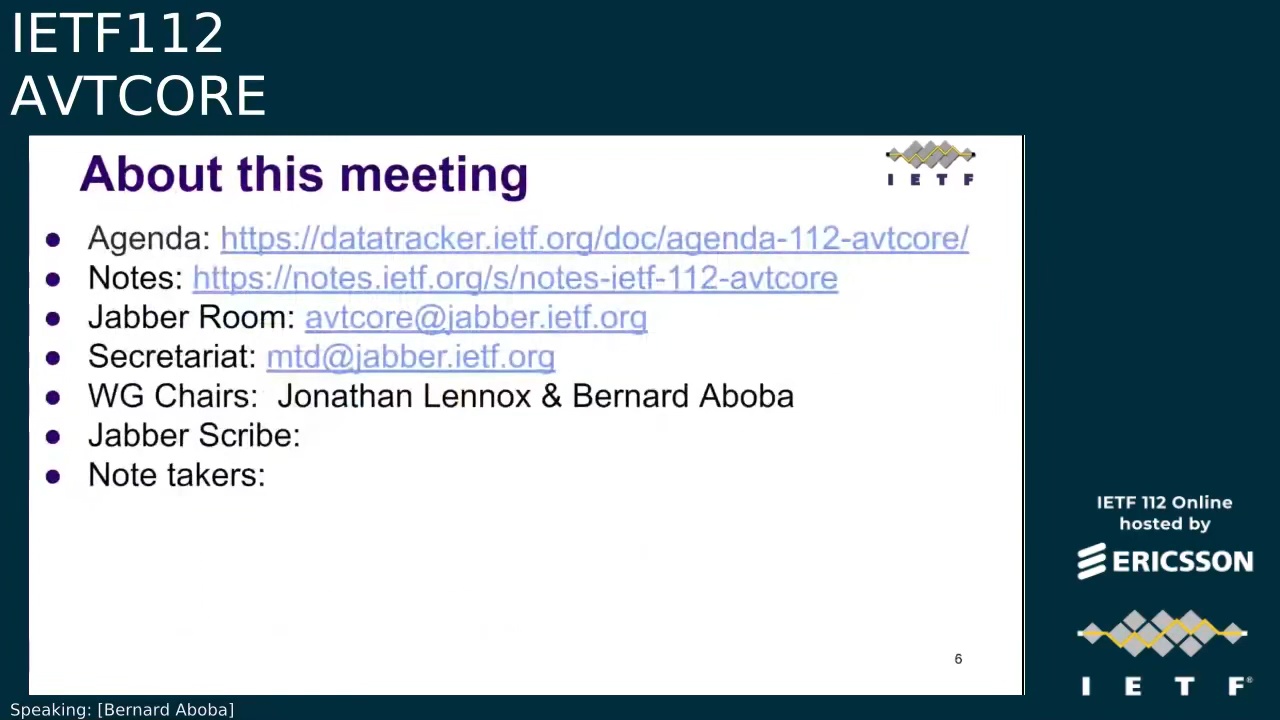 IETF112
AVTCORE
About this meeting
I E T F
● Agenda: https://datatracker.ietf.org/doc/agenda-112-avtcore/
● Notes: https://notes.ietf.org/s/notes-ietf-112-avtcore
● Jabber Room: avtcore@jabber.ietf.org
● Secretariat: mtd@jabber.ietf.org
● WG Chairs: Jonathan Lennox & Bernard Aboba
● Jabber Scribe:
● Note takers:
6
IETF 112 Online
hosted by
ERICSSON
I E T F®
Speaking: [Bernard Aboba]